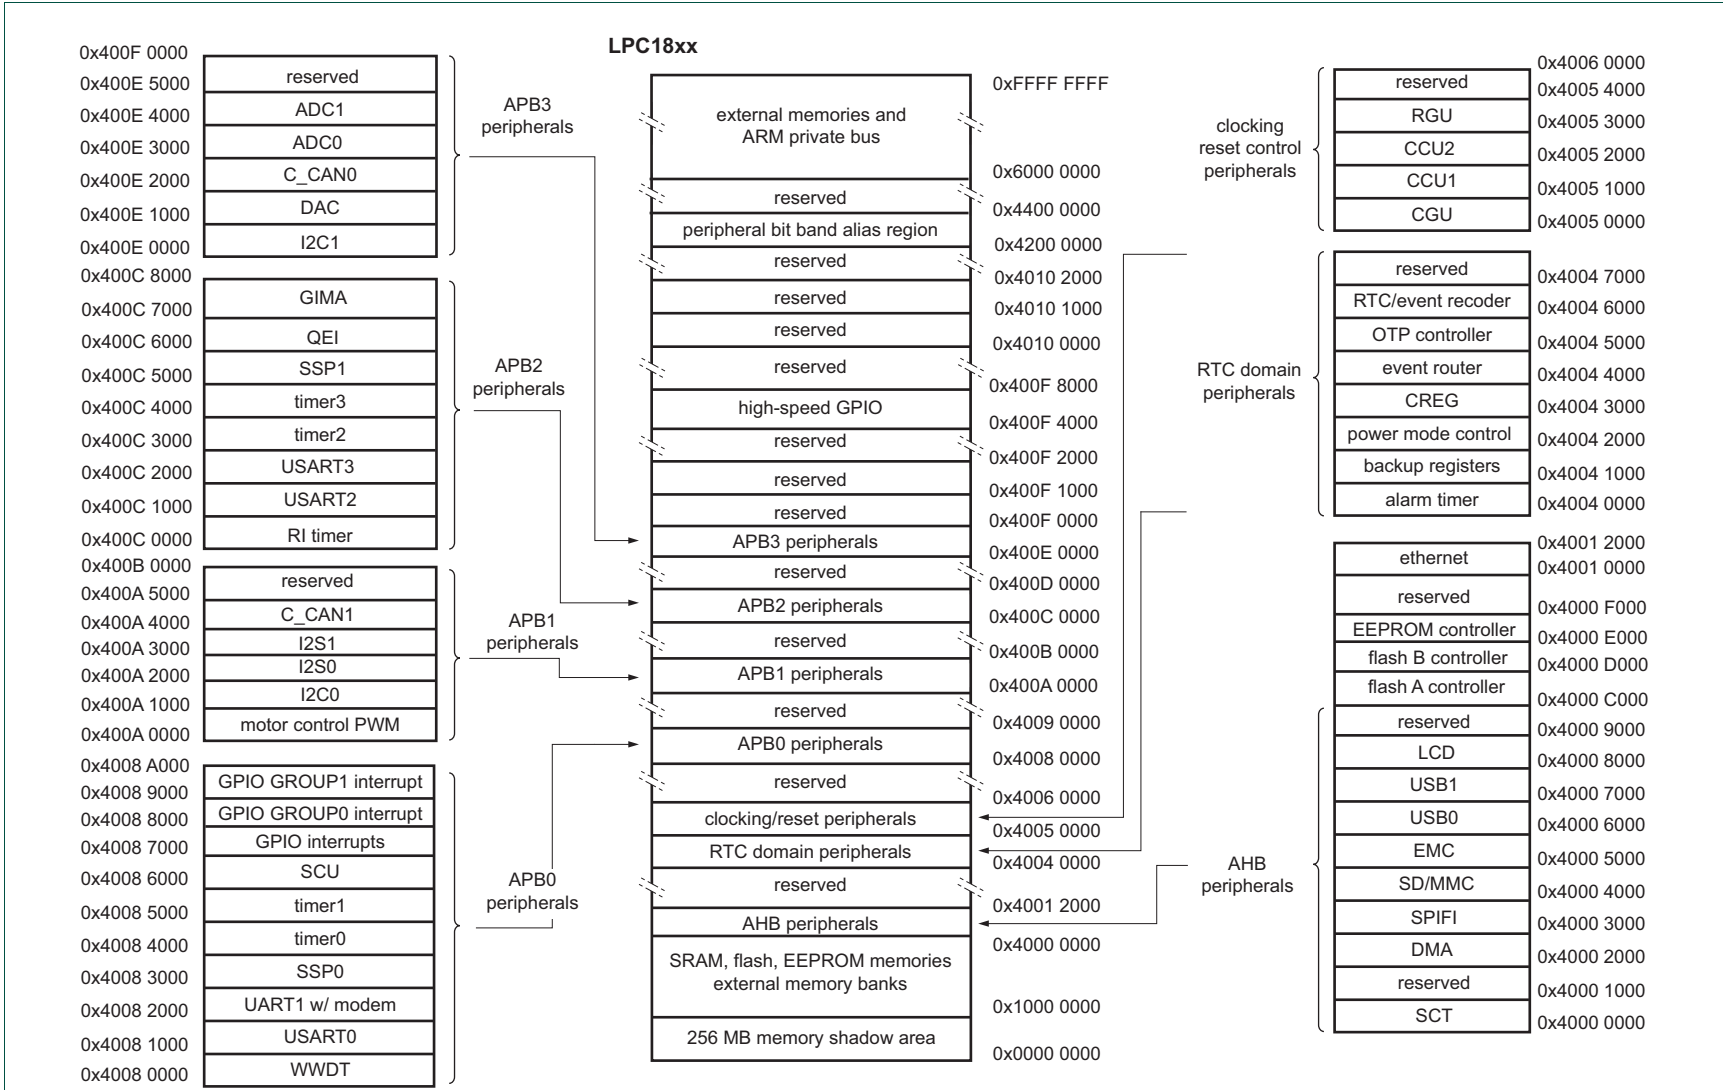 LPC18xx
0x400F 0000
reserved
0x400E 5000
ADC1
0x400E 4000
ADC0
0x400E 3000
C_CAN0
0x400E 2000
DAC
0x400E 1000
I2C1
0x400E 0000
APB3
peripherals
0x400C 8000
GIMA
0x400C 7000
QEI
0x400C 6000
SSP1
0x400C 5000
timer3
0x400C 4000
timer2
0x400C 3000
USART3
0x400C 2000
USART2
0x400C 1000
RI timer
0x400C 0000
APB2
peripherals
0x400B 0000
reserved
0x400A 5000
C_CAN1
0x400A 4000
I2S1
0x400A 3000
I2S0
0x400A 2000
I2C0
0x400A 1000
motor control PWM
0x400A 0000
APB1
peripherals
0x4008 A000
GPIO GROUP1 interrupt
0x4008 9000
GPIO GROUP0 interrupt
0x4008 8000
GPIO interrupts
0x4008 7000
SCU
0x4008 6000
timer1
0x4008 5000
timer0
0x4008 4000
SSP0
0x4008 3000
UART1 w/ modem
0x4008 2000
USART0
0x4008 1000
WWDT
0x4008 0000
APB0
peripherals
0xFFFF FFFF
external memories and
ARM private bus
0x6000 0000
reserved
0x4400 0000
peripheral bit band alias region
0x4200 0000
reserved
0x4010 2000
reserved
0x4010 1000
reserved
0x4010 0000
reserved
0x400F 8000
high-speed GPIO
0x400F 4000
reserved
0x400F 2000
reserved
0x400F 1000
reserved
0x400F 0000
APB3 peripherals
0x400E 0000
reserved
0x400D 0000
APB2 peripherals
0x400C 0000
reserved
0x400B 0000
APB1 peripherals
0x400A 0000
reserved
0x4009 0000
APB0 peripherals
0x4008 0000
reserved
0x4006 0000
clocking/reset peripherals
0x4005 0000
RTC domain peripherals
0x4004 0000
reserved
0x4001 2000
AHB peripherals
0x4000 0000
SRAM, flash, EEPROM memories
external memory banks
0x1000 0000
256 MB memory shadow area
0x0000 0000
clocking
reset control
peripherals
0x4006 0000
reserved
0x4005 4000
RGU
0x4005 3000
CCU2
0x4005 2000
CCU1
0x4005 1000
CGU
0x4005 0000
RTC domain
peripherals
reserved
0x4004 7000
RTC/event recoder
0x4004 6000
OTP controller
0x4004 5000
event router
0x4004 4000
CREG
0x4004 3000
power mode control
0x4004 2000
backup registers
0x4004 1000
alarm timer
0x4004 0000
0x4001 2000
ethernet
0x4001 0000
reserved
0x4000 F000
EEPROM controller
0x4000 E000
flash B controller
0x4000 D000
flash A controller
0x4000 C000
AHB
peripherals
reserved
0x4000 9000
LCD
0x4000 8000
USB1
0x4000 7000
USB0
0x4000 6000
EMC
0x4000 5000
SD/MMC
0x4000 4000
SPIFI
0x4000 3000
DMA
0x4000 2000
reserved
0x4000 1000
SCT
0x4000 0000